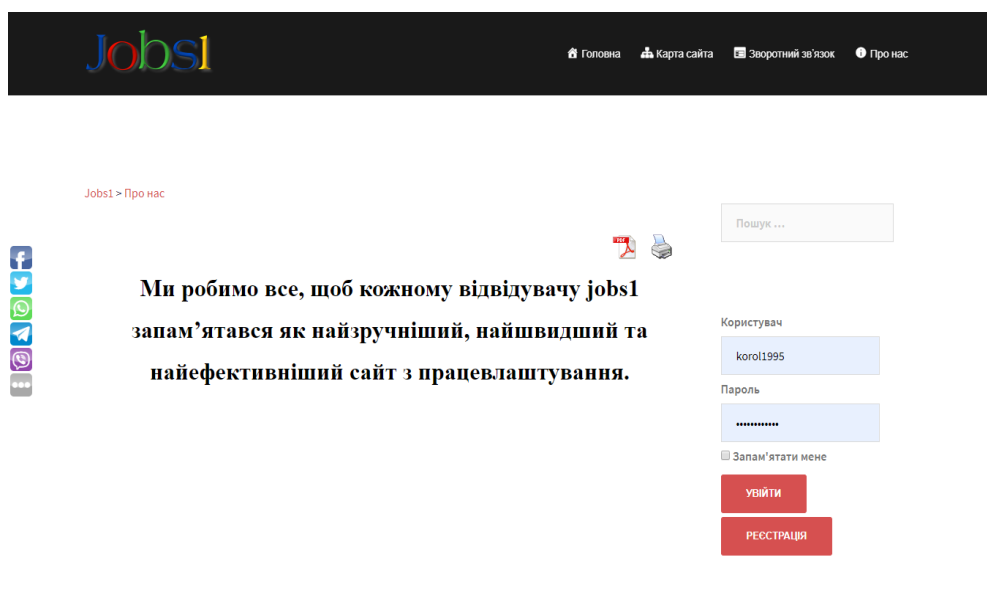 Jobs1
Головна
Карта сайта
Зворотний зв'язок
Про нас
Jobs1 > Про нас
Пошук …
PDF
Ми робимо все, щоб кожному відвідувачу jobs1
запам’ятався як найзручніший, найшвидший та
найефективніший сайт з працевлаштування.
Користувач
korol1995
Пароль
••••••••••••
Запам'ятати мене
УВІЙТИ
РЕЄСТРАЦІЯ